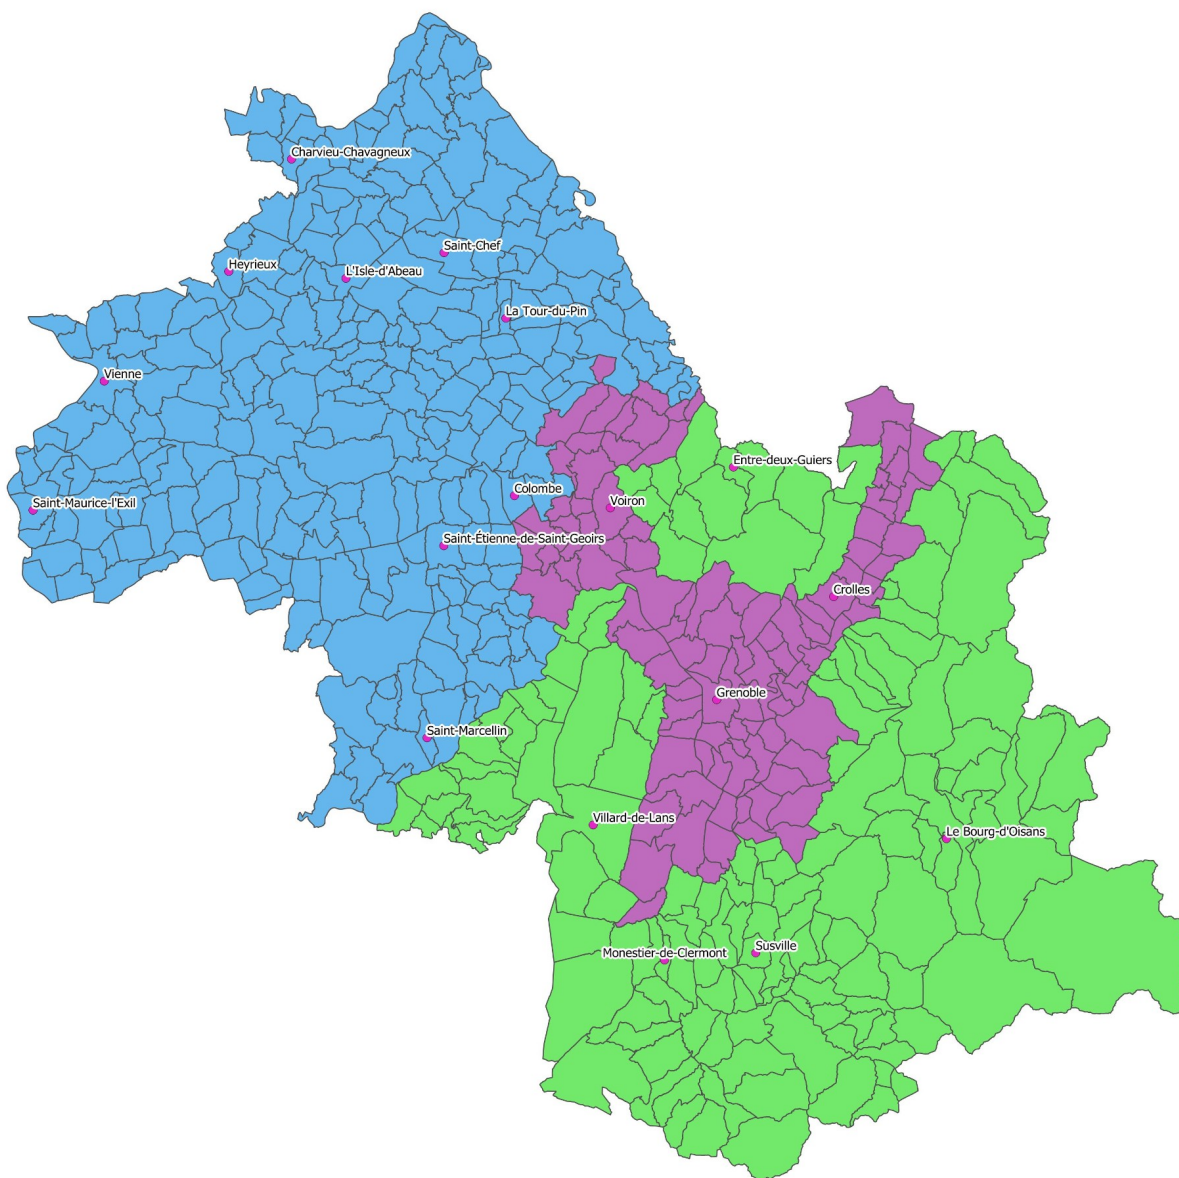 Charvieu-Chavagneux
Saint-Chef
Heyrieux
L'Isle-d'Abeau
La Tour-du-Pin
Vienne
Entre-deux-Guiers
Colombe
Voiron
Saint-Maurice-l'Exil
Saint-Étienne-de-Saint-Geoirs
Crolles
Grenoble
Saint-Marcellin
Villard-de-Lans
Le Bourg-d'Oisans
Susville
Monestier-de-Clermont